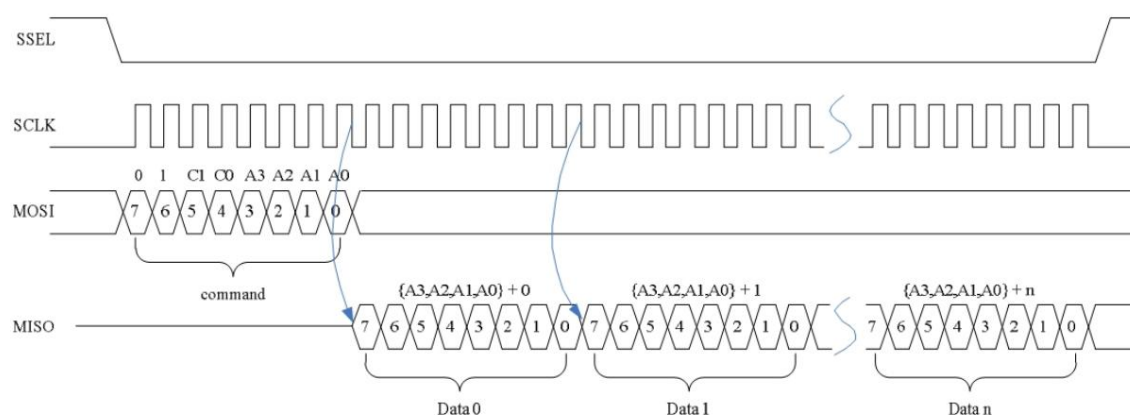 SSEL
SCLK
0 1 C1 C0 A3 A2 A1 A0
MOSI 7 6 5 4 3 2 1 0
command
{A3,A2,A1,A0} + 0 {A3,A2,A1,A0} + 1 {A3,A2,A1,A0} + n
MISO 7 6 5 4 3 2 1 0 7 6 5 4 3 2 1 0 7 6 5 4 3 2 1 0
Data 0 Data 1 Data n